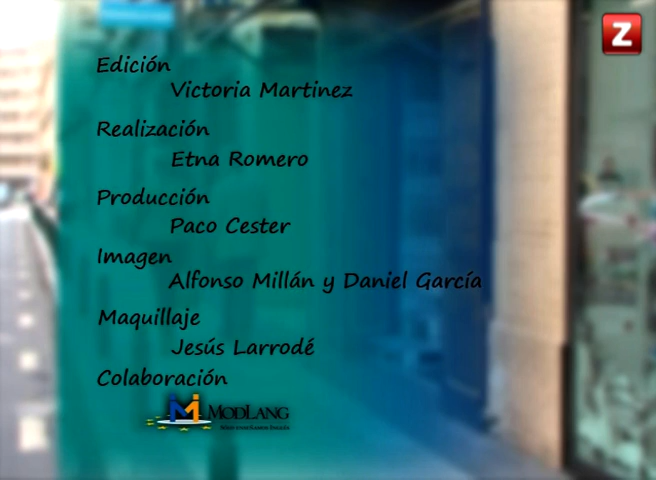 Z
Edición
Victoria Martinez
Realización
Etna Romero
Producción
Paco Cester
Imagen
Alfonso Millán y Daniel García
Maquillaje
Jesús Larrodé
Colaboración
MODLANG